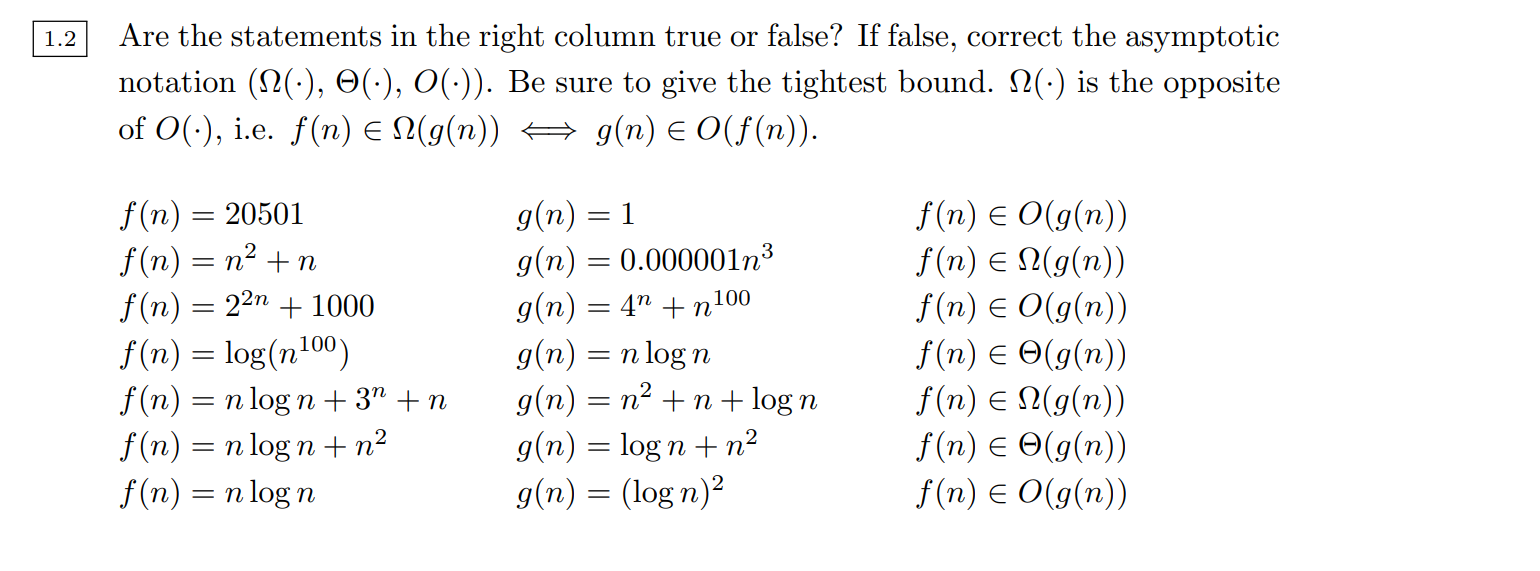 1.2 Are the statements in the right column true or false? If false, correct the asymptotic
notation (Ω(·), Θ(·), O(·)). Be sure to give the tightest bound. Ω(·) is the opposite
of O(·), i.e. f(n) ∈ Ω(g(n)) ⟺ g(n) ∈ O(f(n)).
f(n) = 20501 g(n) = 1 f(n) ∈ O(g(n))
f(n) = n² + n g(n) = 0.000001n³ f(n) ∈ Ω(g(n))
f(n) = 2²ⁿ + 1000 g(n) = 4ⁿ + n¹⁰⁰ f(n) ∈ O(g(n))
f(n) = log(n¹⁰⁰) g(n) = n log n f(n) ∈ Θ(g(n))
f(n) = n log n + 3ⁿ + n g(n) = n² + n + log n f(n) ∈ Ω(g(n))
f(n) = n log n + n² g(n) = log n + n² f(n) ∈ Θ(g(n))
f(n) = n log n g(n) = (log n)² f(n) ∈ O(g(n))